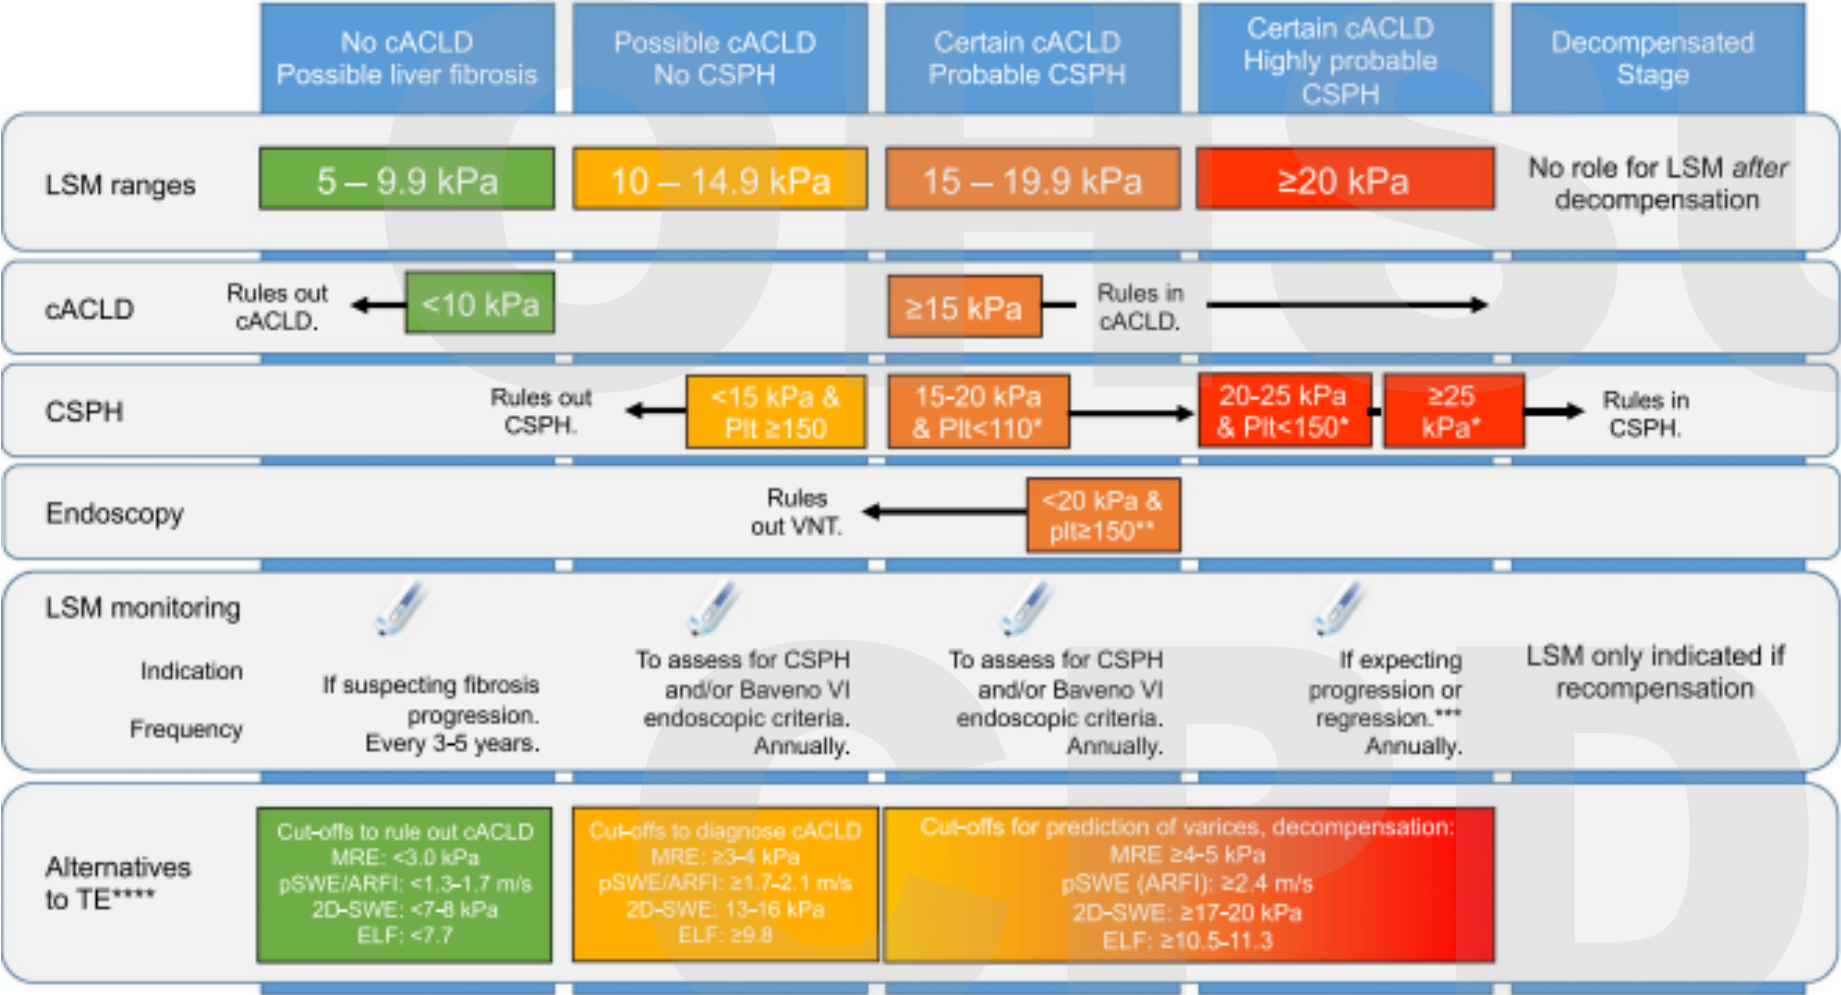 No cACLD
Possible liver fibrosis
Possible cACLD
No CSPH
Certain cACLD
Probable CSPH
Certain cACLD
Highly probable
CSPH
Decompensated
Stage
LSM ranges
5 – 9.9 kPa
10 – 14.9 kPa
15 – 19.9 kPa
≥20 kPa
No role for LSM after
decompensation
cACLD
Rules out
cACLD.
<10 kPa
≥15 kPa
Rules in
cACLD.
CSPH
Rules out
CSPH.
<15 kPa &
Plt ≥150
15-20 kPa
& Plt<110*
20-25 kPa
& Plt<150*
≥25
kPa*
Rules in
CSPH.
Endoscopy
Rules
out VNT.
<20 kPa &
plt≥150**
LSM monitoring
Indication
Frequency
If suspecting fibrosis
progression.
Every 3-5 years.
To assess for CSPH
and/or Baveno VI
endoscopic criteria.
Annually.
To assess for CSPH
and/or Baveno VI
endoscopic criteria.
Annually.
If expecting
progression or
regression.***
Annually.
LSM only indicated if
recompensation
Alternatives
to TE****
Cut-offs to rule out cACLD
MRE: <3.0 kPa
pSWE/ARFI: <1.3-1.7 m/s
2D-SWE: <7-8 kPa
ELF: <7.7
Cut-offs to diagnose cACLD
MRE: ≥3-4 kPa
pSWE/ARFI: ≥1.7-2.1 m/s
2D-SWE: 13-16 kPa
ELF: ≥9.8
Cut-offs for prediction of varices, decompensation:
MRE ≥4-5 kPa
pSWE (ARFI): ≥2.4 m/s
2D-SWE: ≥17-20 kPa
ELF: ≥10.5-11.3
OHSU
CPD